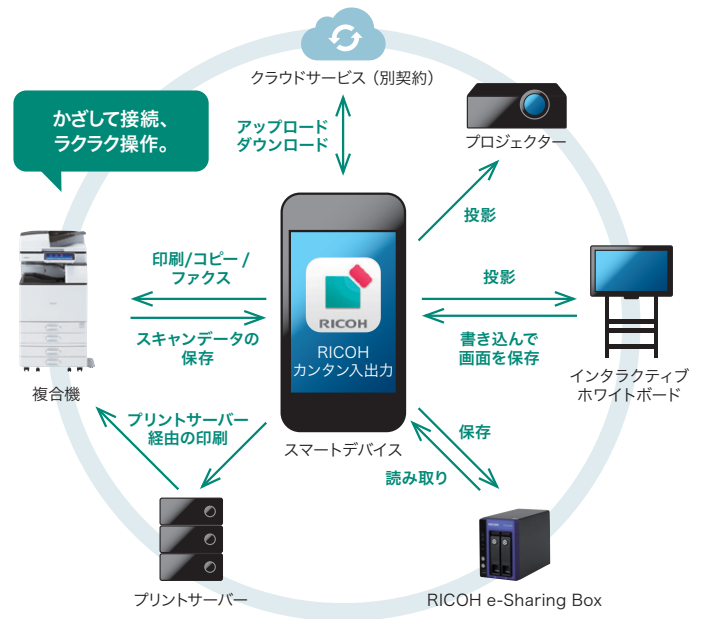 クラウドサービス（別契約）
かざして接続、
ラクラク操作。
アップロード
ダウンロード
プロジェクター
投影
印刷/コピー/
ファクス
投影
スキャンデータの
保存
RICOH
RICOH
カンタン入出力
書き込んで
画面を保存
複合機
インタラクティブ
ホワイトボード
プリントサーバー
経由の印刷
スマートデバイス
保存
読み取り
プリントサーバー
RICOH e-Sharing Box